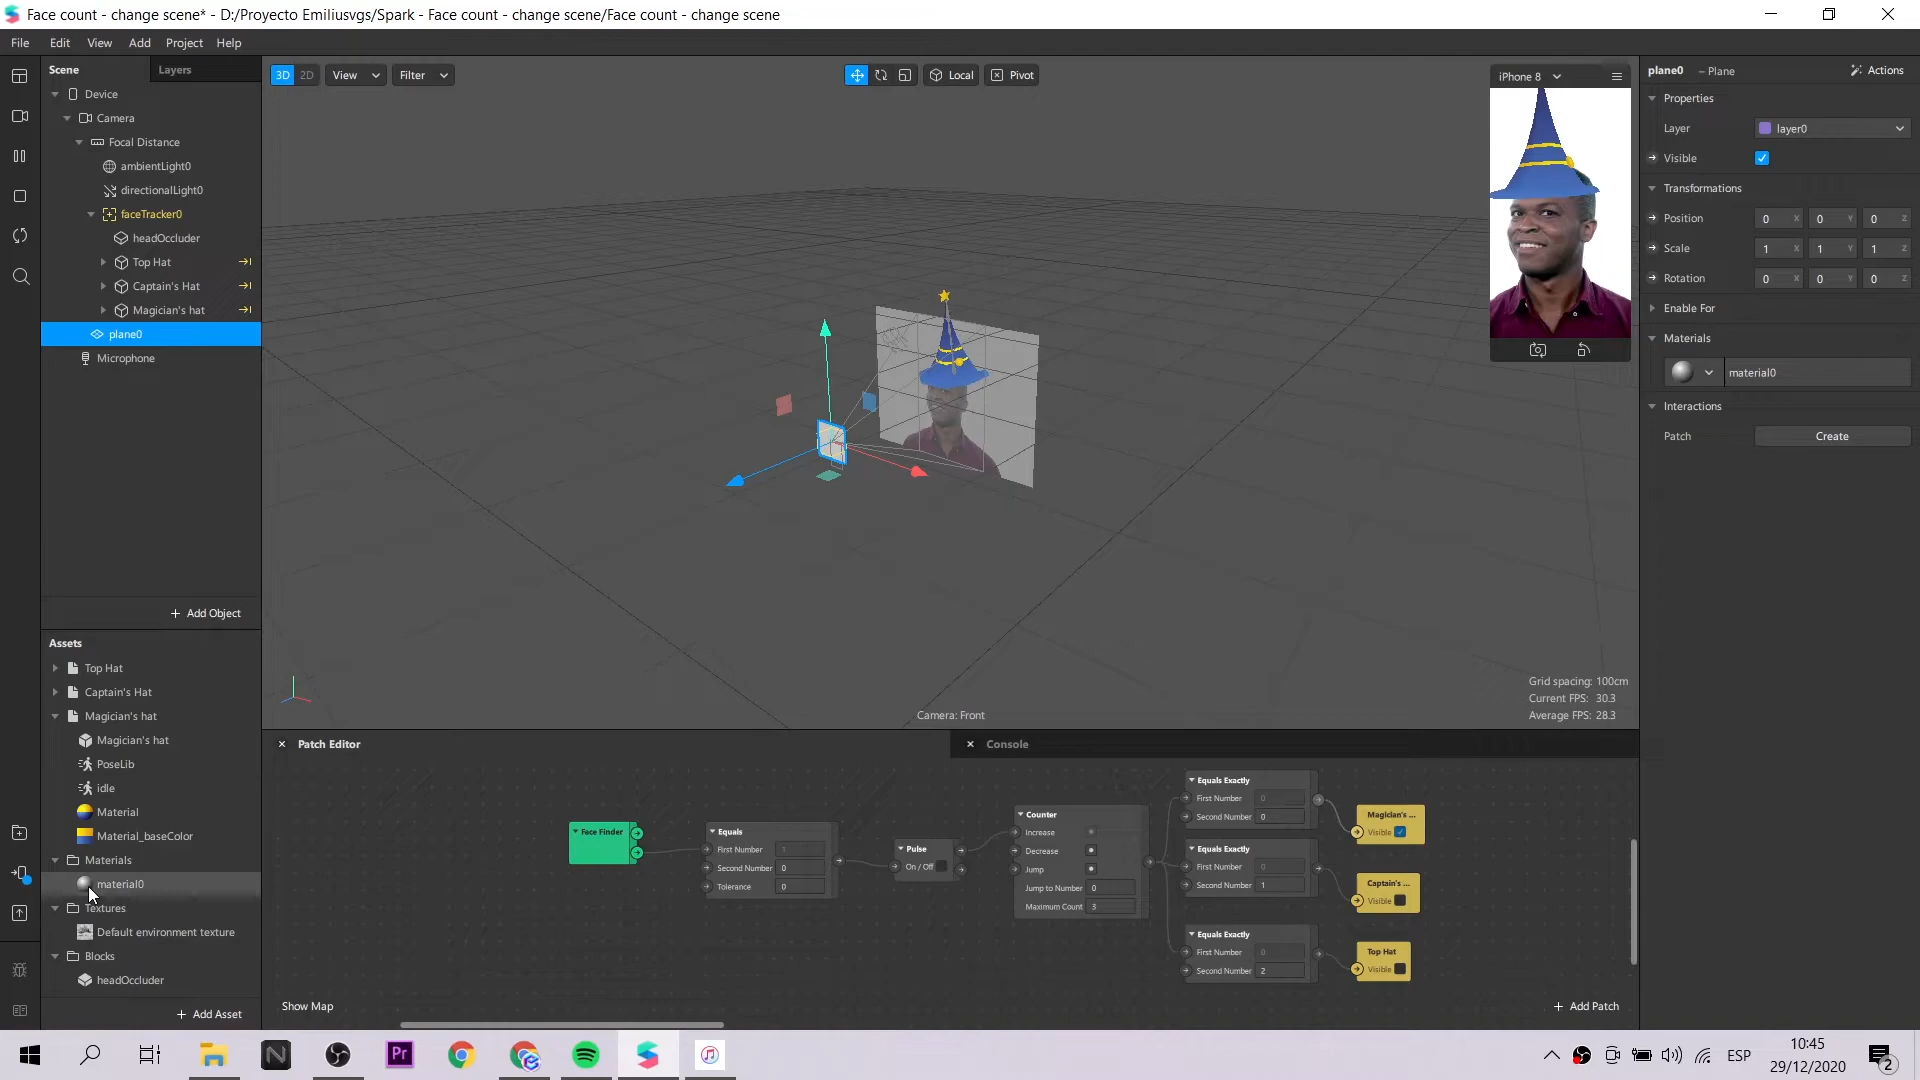 Face count - change scene* - D:/Proyecto Emiliusvgs/Spark - Face count - change scene/Face count - change scene
File Edit View Add Project Help
Scene Layers
Device
Camera
Focal Distance
ambientLight0
directionalLight0
faceTracker0
headOccluder
Top Hat
Captain's Hat
Magician's hat
plane0
Microphone
+ Add Object
Assets
Top Hat
Captain's Hat
Magician's hat
Magician's hat
PoseLib
idle
Material
Material_baseColor
Materials
material0
Textures
Default environment texture
Blocks
headOccluder
+ Add Asset
3D 2D View Filter
Local Pivot
iPhone 8
Grid spacing: 100cm
Current FPS: 30.3
Average FPS: 28.3
Camera: Front
Patch Editor
Console
Face Finder
Equals
First Number 1
Second Number 0
Tolerance 0
Pulse
On / Off
Counter
Increase
Decrease
Jump
Jump to Number 0
Maximum Count 3
Equals Exactly
First Number 0
Second Number 0
Equals Exactly
First Number 0
Second Number 1
Equals Exactly
First Number 0
Second Number 2
Magician's ...
Visible
Captain's ...
Visible
Top Hat
Visible
Show Map
+ Add Patch
plane0 – Plane Actions
Properties
Layer layer0
Visible
Transformations
Position 0 X 0 Y 0 Z
Scale 1 X 1 Y 1 Z
Rotation 0 X 0 Y 0 Z
Enable For
Materials
material0
Interactions
Patch Create
Pr
ESP
10:45
29/12/2020
2